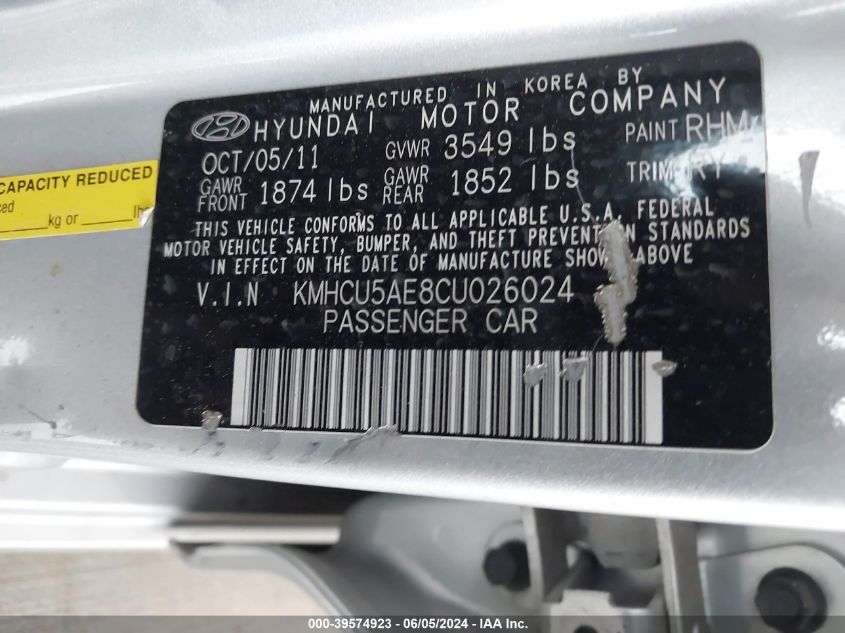 MANUFACTURED IN KOREA BY
HYUNDAI MOTOR COMPANY
OCT/05/11 GVWR 3549 lbs PAINT RHM
GAWR FRONT 1874 lbs GAWR REAR 1852 lbs TRIM RY
THIS VEHICLE CONFORMS TO ALL APPLICABLE U.S.A. FEDERAL
MOTOR VEHICLE SAFETY, BUMPER, AND THEFT PREVENTION STANDARDS
IN EFFECT ON THE DATE OF MANUFACTURE SHOWN ABOVE
V.I.N KMHCU5AE8CU026024
PASSENGER CAR
CAPACITY REDUCED
kg or lbs
000-39574923 - 06/05/2024 - IAA Inc.